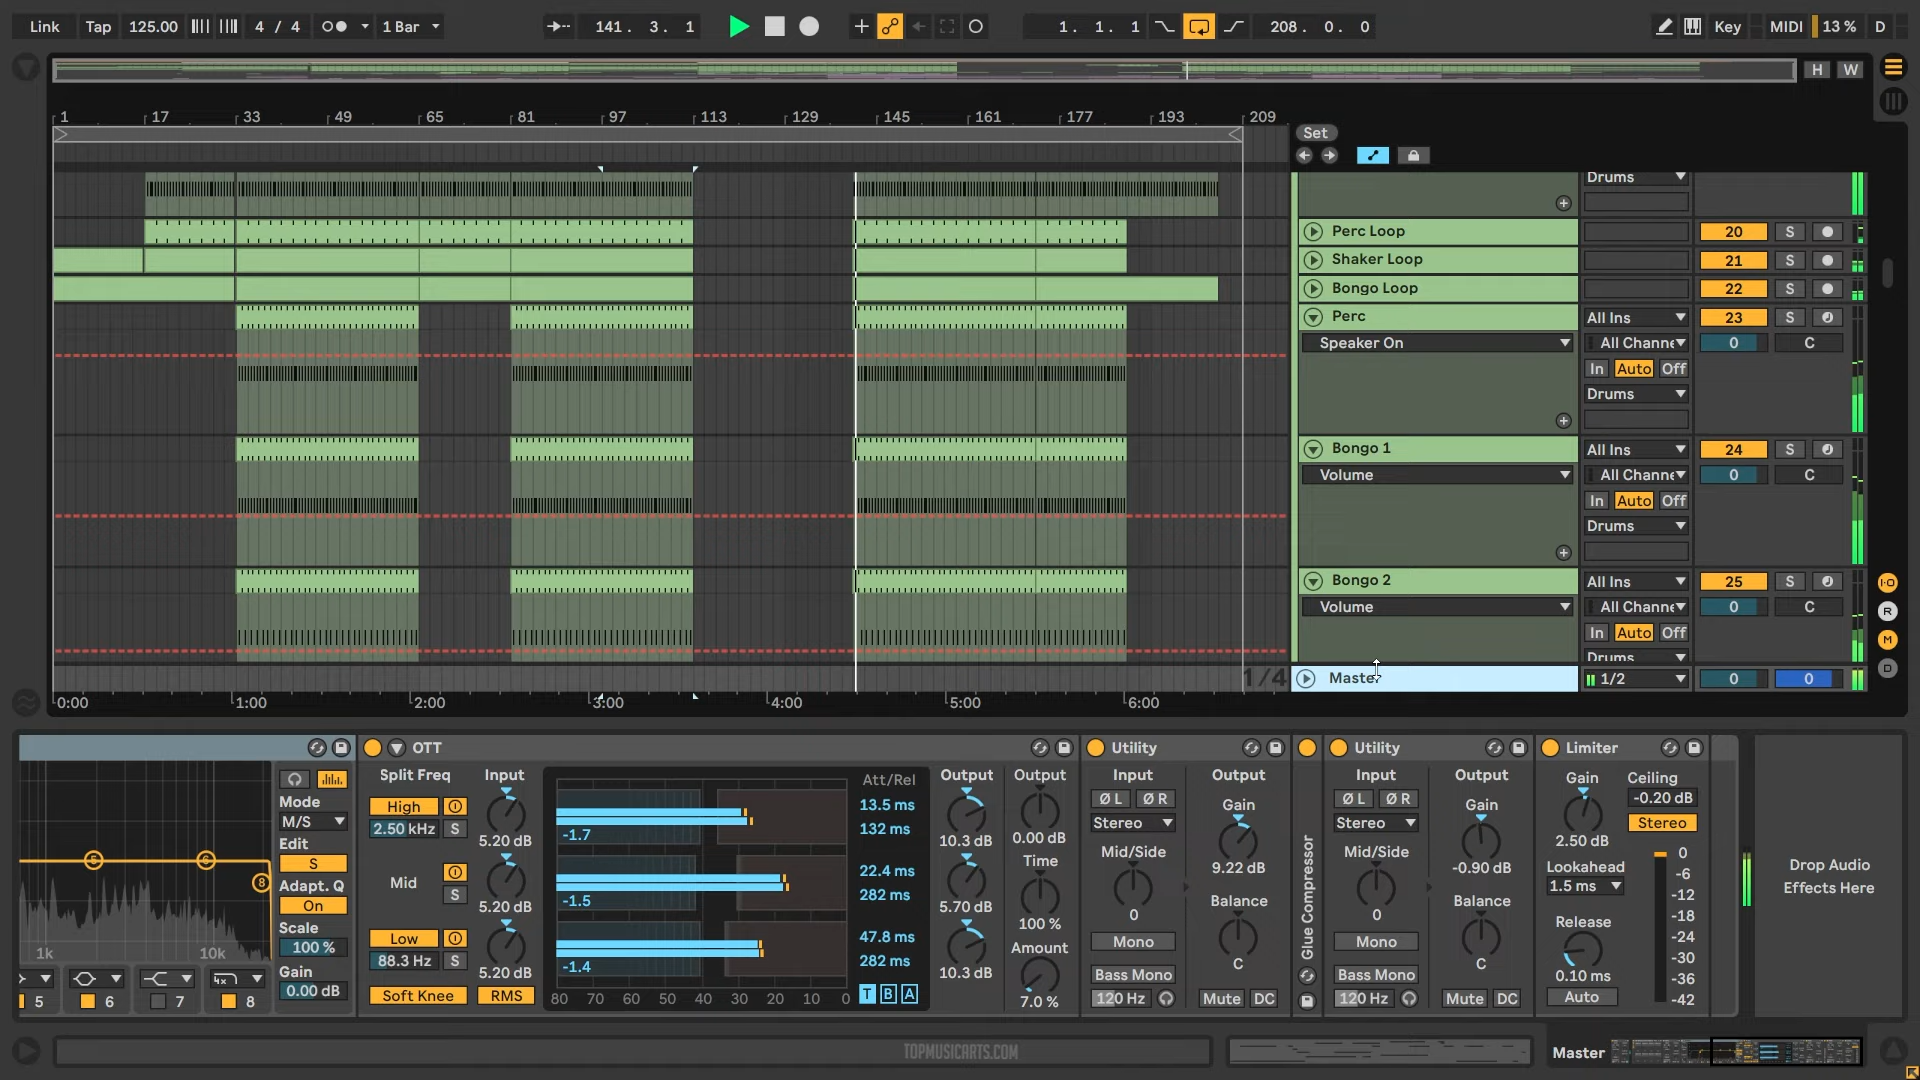 Link Tap 125.00 4 / 4 1 Bar 141. 3. 1 1. 1. 1 208. 0. 0 Key MIDI 13 % D
H W
1 17 33 49 65 81 97 113 129 145 161 177 193 209
Set
Drums
Perc Loop 20 S
Shaker Loop 21 S
Bongo Loop 22 S
Perc All Ins 23 S
Speaker On All Channe 0 C
In Auto Off
Drums
Bongo 1 All Ins 24 S
Volume All Channe 0 C
In Auto Off
Drums
Bongo 2 All Ins 25 S
Volume All Channe 0 C
In Auto Off
Drums
I·O
R
M
D
1/4 Master 1/2 0 0
0:00 1:00 2:00 3:00 4:00 5:00 6:00
Mode
M/S
Edit
S
Adapt. Q
On
Scale
100 %
Gain
0.00 dB
5 6 8
1k 10k
5 6 7 8
OTT
Split Freq Input Att/Rel Output Output
High 13.5 ms
2.50 kHz S 5.20 dB -1.7 132 ms 10.3 dB 0.00 dB
Time
Mid 22.4 ms
S 5.20 dB -1.5 282 ms 5.70 dB 100 %
Amount
Low 47.8 ms
88.3 Hz S 5.20 dB -1.4 282 ms 10.3 dB 7.0 %
Soft Knee RMS 80 70 60 50 40 30 20 10 0 T B A
Utility
Input Output
Ø L Ø R Gain
Stereo 9.22 dB
Mid/Side Balance
0 C
Mono
Bass Mono
120 Hz Mute DC
Glue Compressor
Utility
Input Output
Ø L Ø R Gain
Stereo -0.90 dB
Mid/Side Balance
0 C
Mono
Bass Mono
120 Hz Mute DC
Limiter
Gain Ceiling
-0.20 dB
2.50 dB Stereo
Lookahead
1.5 ms
Release
0.10 ms
Auto
0
-6
-12
-18
-24
-30
-36
-42
Drop Audio
Effects Here
TOPMUSICARTS.COM
Master